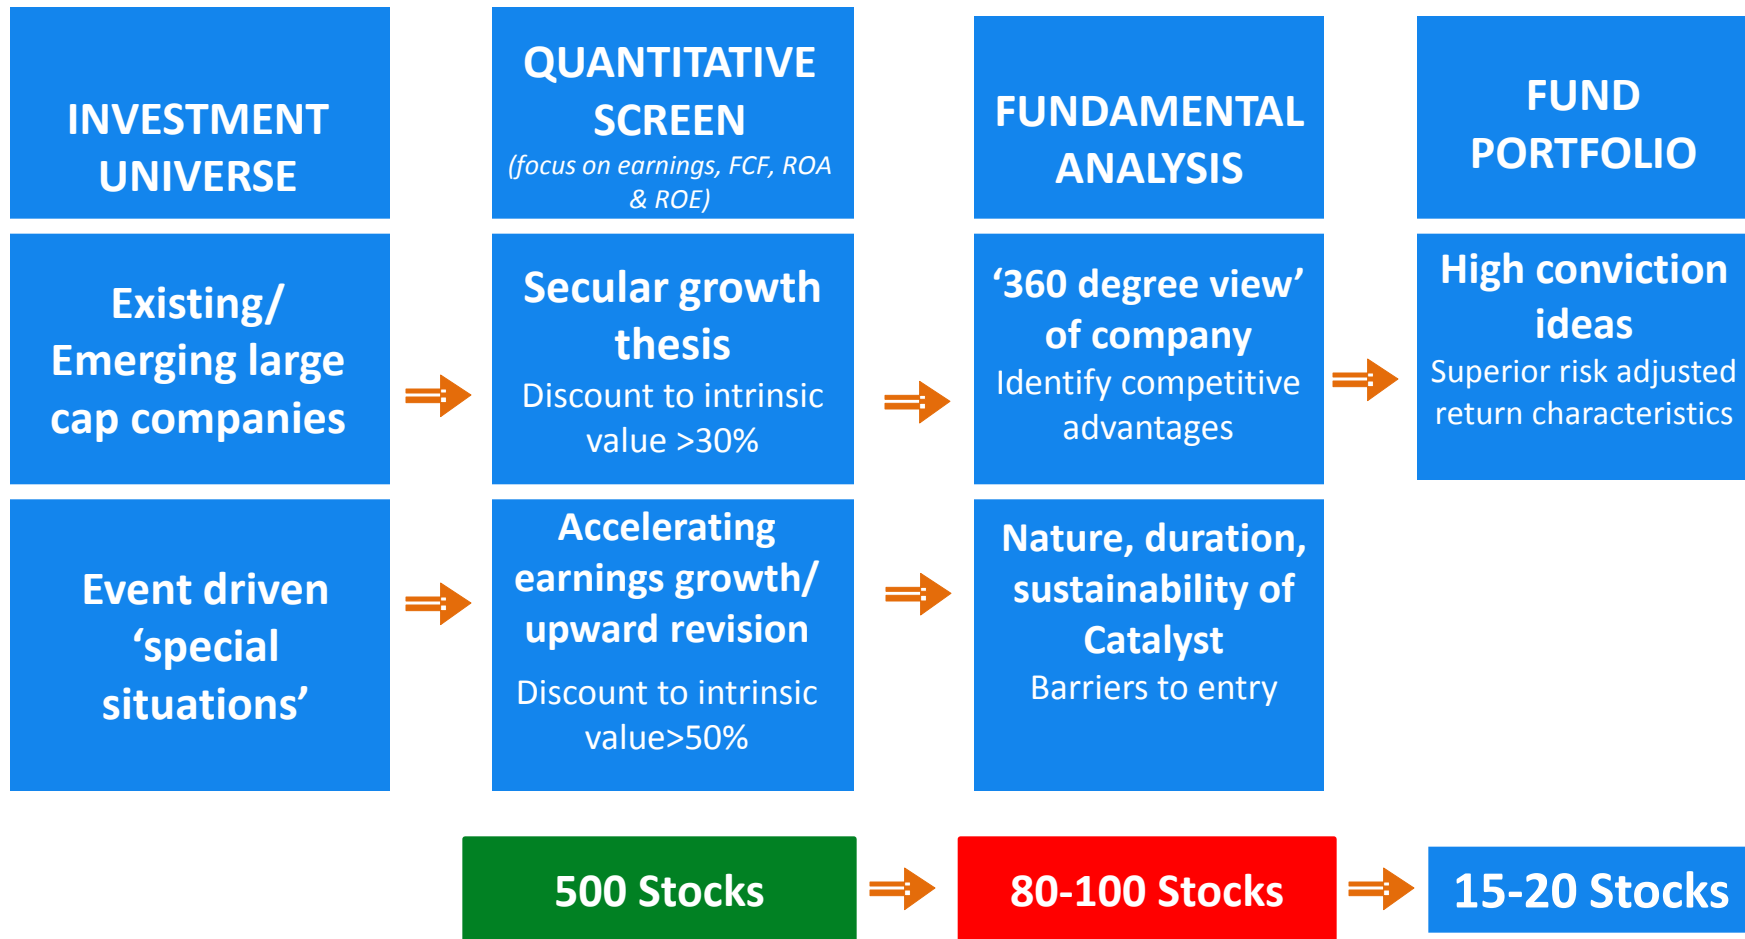 INVESTMENT
UNIVERSE
QUANTITATIVE
SCREEN
(focus on earnings, FCF, ROA
& ROE)
FUNDAMENTAL
ANALYSIS
FUND
PORTFOLIO
Existing/
Emerging large
cap companies
Secular growth
thesis
Discount to intrinsic
value >30%
‘360 degree view’
of company
Identify competitive
advantages
High conviction
ideas
Superior risk adjusted
return characteristics
Event driven
‘special
situations’
Accelerating
earnings growth/
upward revision
Discount to intrinsic
value>50%
Nature, duration,
sustainability of
Catalyst
Barriers to entry
500 Stocks
80-100 Stocks
15-20 Stocks